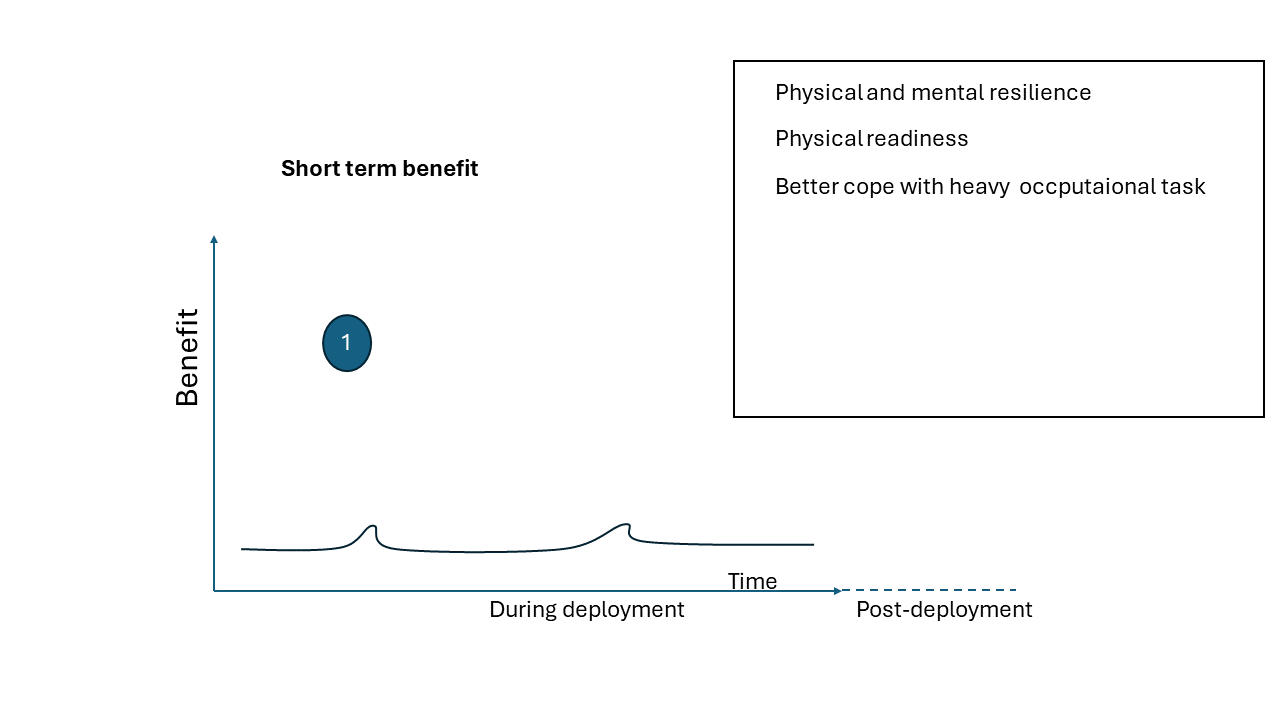 Physical and mental resilience
Physical readiness
Better cope with heavy occputaional task
Short term benefit
Benefit
1
Time
During deployment
Post-deployment